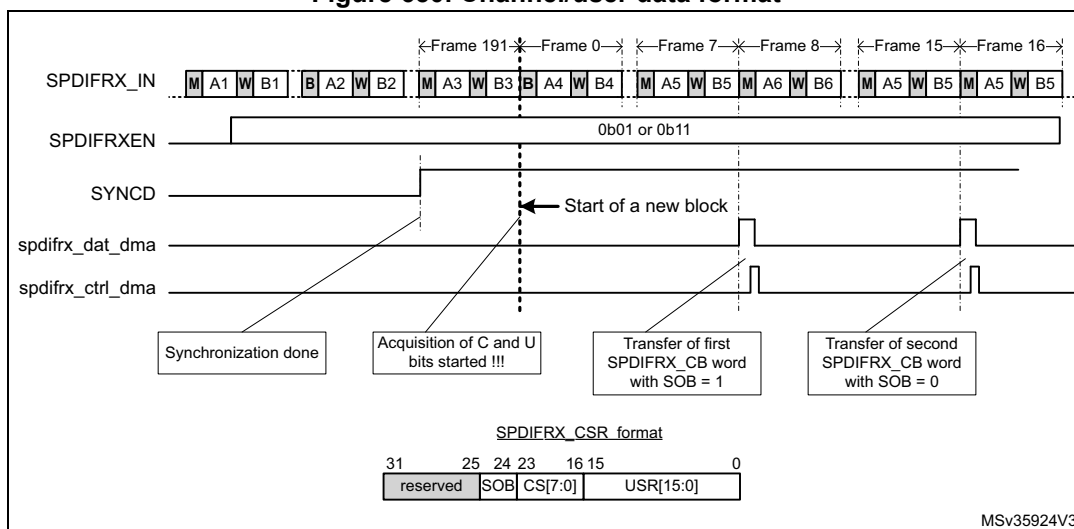 Figure 680. Channel/user data format
Frame 191 Frame 0 Frame 7 Frame 8 Frame 15 Frame 16
SPDIFRX_IN M A1 W B1 B A2 W B2 M A3 W B3 B A4 W B4 M A5 W B5 M A6 W B6 M A5 W B5 M A5 W B5
SPDIFRXEN 0b01 or 0b11
SYNCD
Start of a new block
spdifrx_dat_dma
spdifrx_ctrl_dma
Synchronization done
Acquisition of C and U
bits started !!!
Transfer of first
SPDIFRX_CB word
with SOB = 1
Transfer of second
SPDIFRX_CB word
with SOB = 0
SPDIFRX_CSR format
31 25 24 23 16 15 0
reserved SOB CS[7:0] USR[15:0]
MSv35924V3